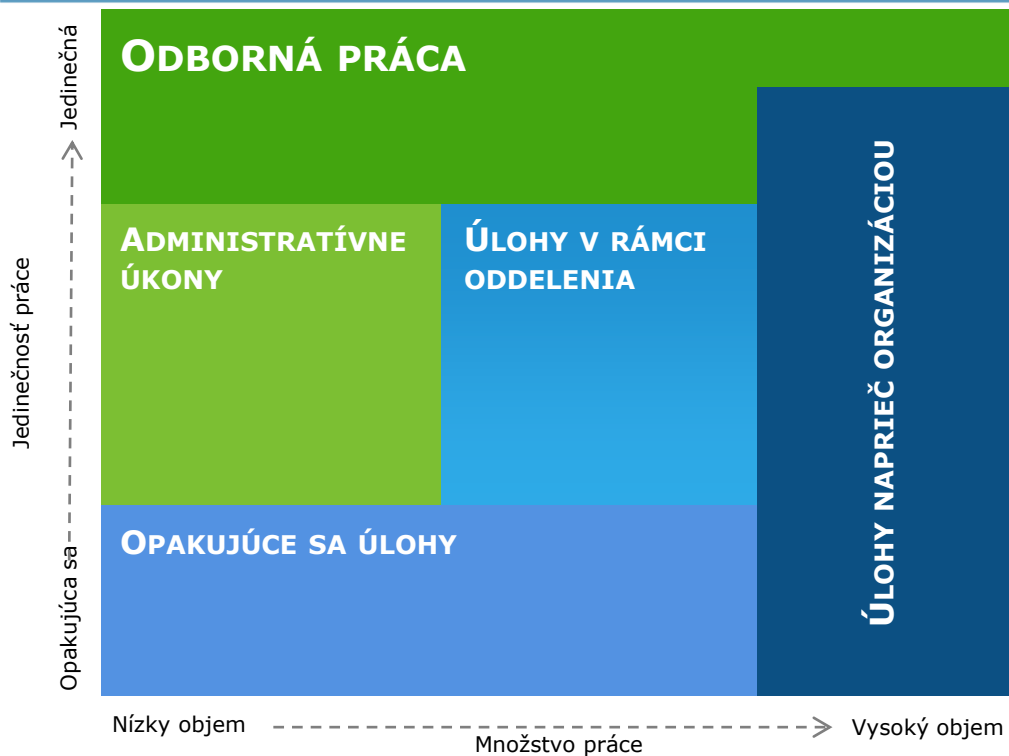 Jedinečnosť práce
Jedinečná
Opakujúca sa
ODBORNÁ PRÁCA
ADMINISTRATÍVNE
ÚKONY
ÚLOHY V RÁMCI
ODDELENIA
ÚLOHY NAPRIEČ ORGANIZÁCIOU
OPAKUJÚCE SA ÚLOHY
Nízky objem
Množstvo práce
Vysoký objem